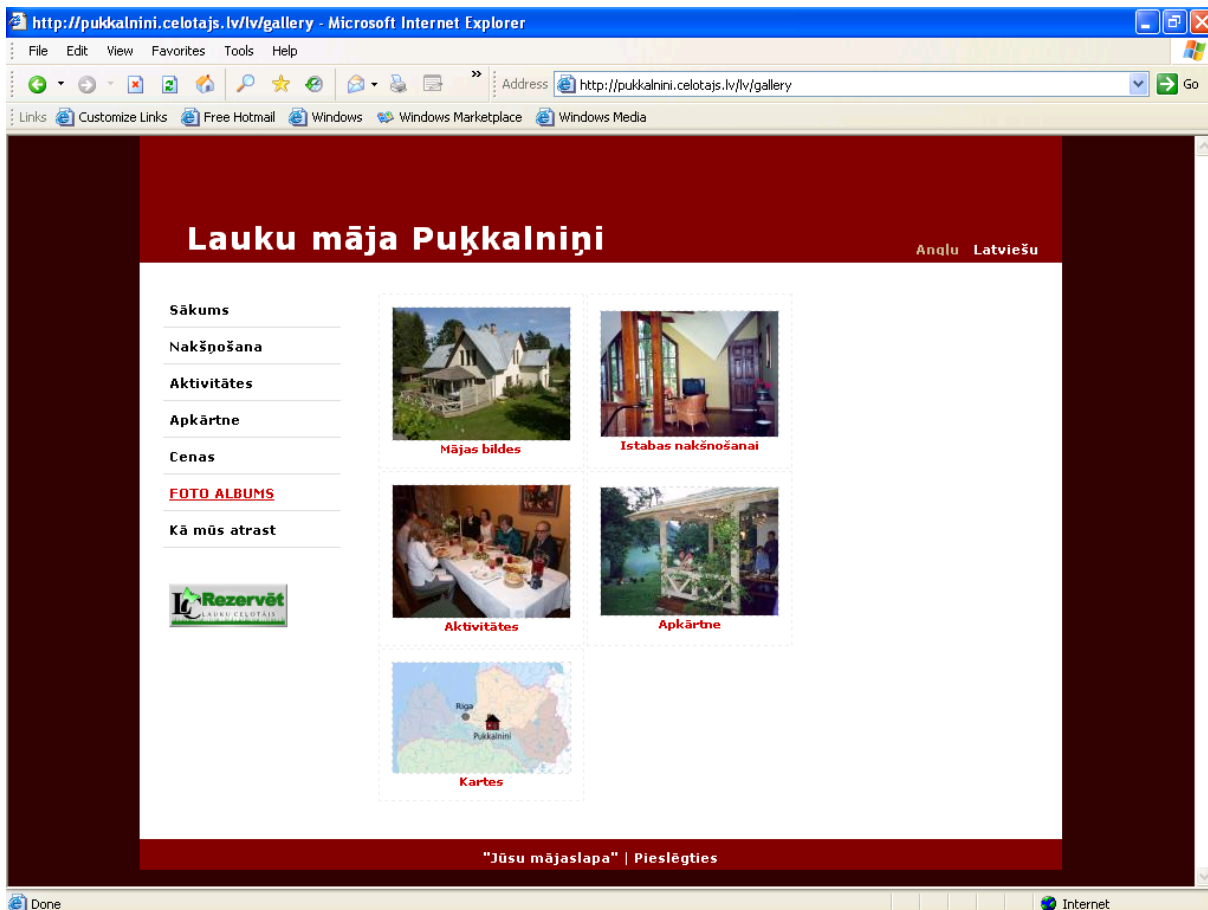 http://pukkalnini.celotajs.lv/lv/gallery - Microsoft Internet Explorer
File Edit View Favorites Tools Help
» Address http://pukkalnini.celotajs.lv/lv/gallery Go
Links Customize Links Free Hotmail Windows Windows Marketplace Windows Media
Lauku māja Puķkalniņi
Angļu Latviešu
Sākums
Nakšņošana
Aktivitātes
Apkārtne
Cenas
FOTO ALBUMS
Kā mūs atrast
LC Rezervēt
LAUKU CEĻOTĀJS
Mājas bildes
Istabas nakšņošanai
Aktivitātes
Apkārtne
Riga
Pukkalnini
Kartes
"Jūsu mājaslapa" | Pieslēgties
Done Internet